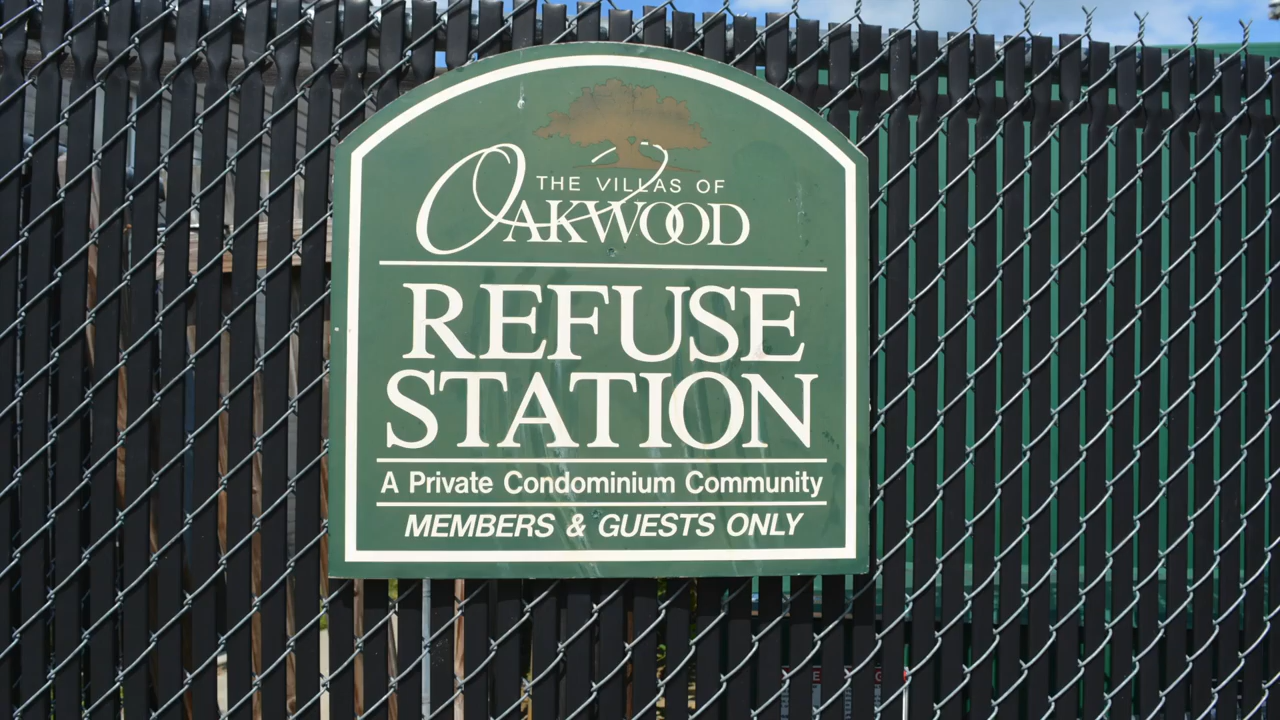 THE VILLAS OF
OAKWOOD
REFUSE
STATION
A Private Condominium Community
MEMBERS & GUESTS ONLY